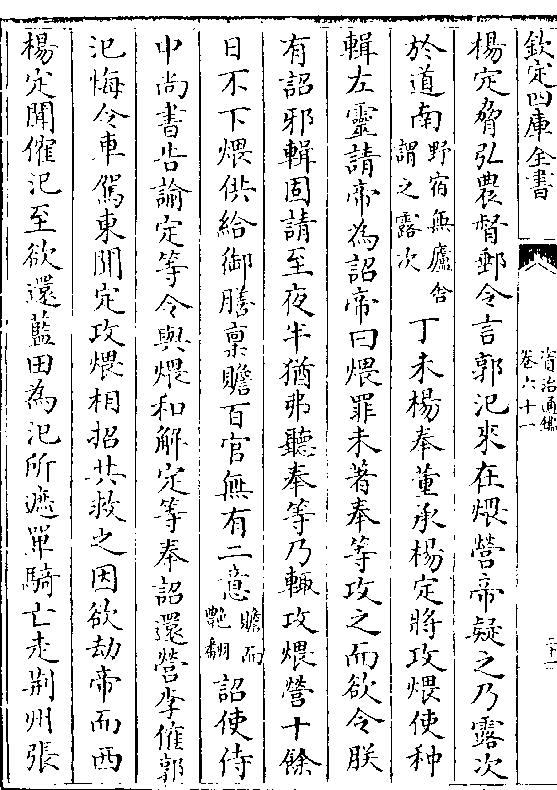 欽定四庫全書
資治通鑑
卷六十一
楊定脅弘農督郵令言郭汜來在煨營帝疑之乃露次
於道南野宿無廬舍謂之露次丁未楊奉董承楊定將攻煨使种
輯左靈請帝為詔帝曰煨罪未著奉等攻之而欲令朕
有詔邪輯固請至夜半猶弗聽奉等乃輒攻煨營十餘
日不下煨供給御膳稟贍百官無有二意贍而艶翻詔使侍
中尚書告諭定等令與煨和解定等奉詔還營李傕郭
汜悔令車駕東聞定攻煨相招共救之因欲劫帝而西
楊定聞傕汜至欲還藍田為汜所遮單騎亡走荆州張